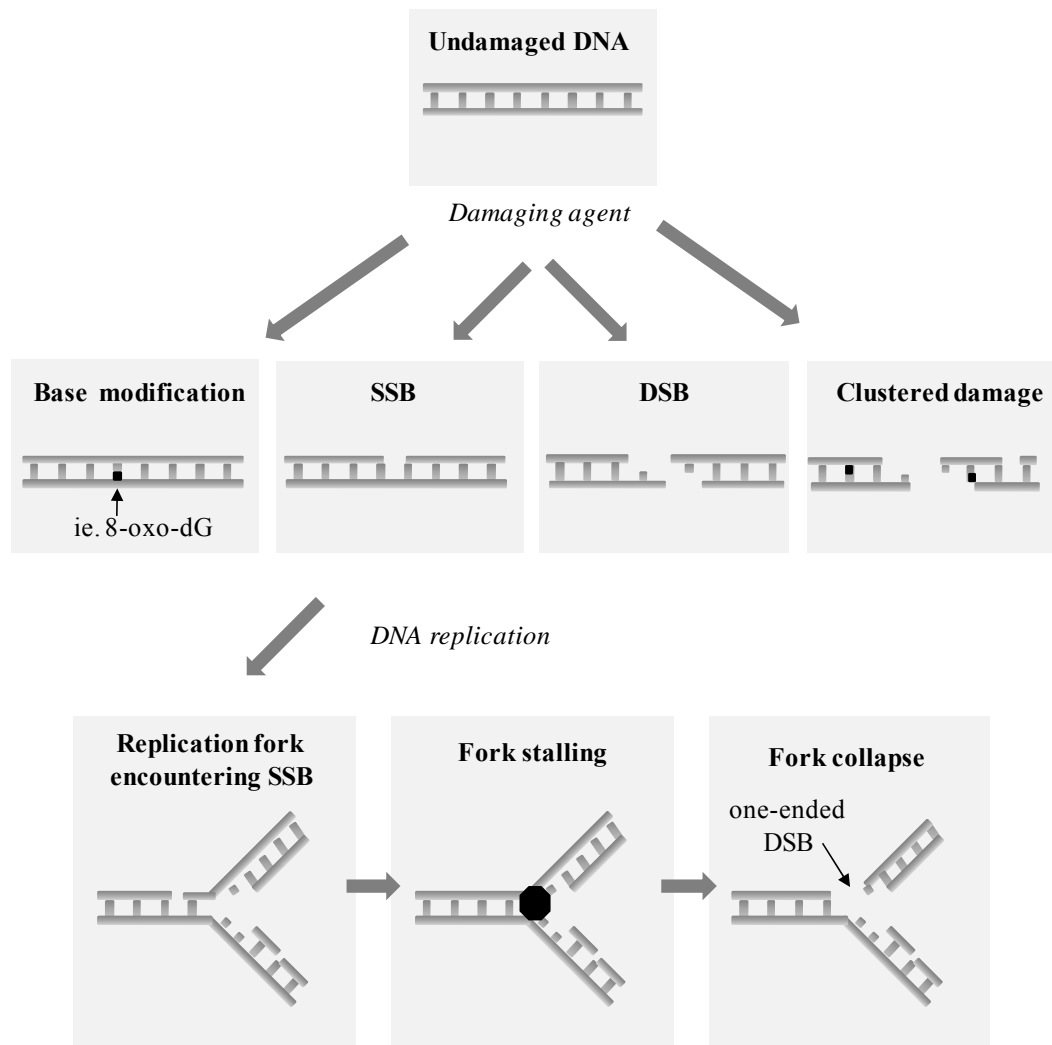 Undamaged DNA
Damaging agent
Base modification
SSB
DSB
Clustered damage
ie. 8-oxo-dG
DNA replication
Replication fork
encountering SSB
Fork stalling
Fork collapse
one-ended
DSB